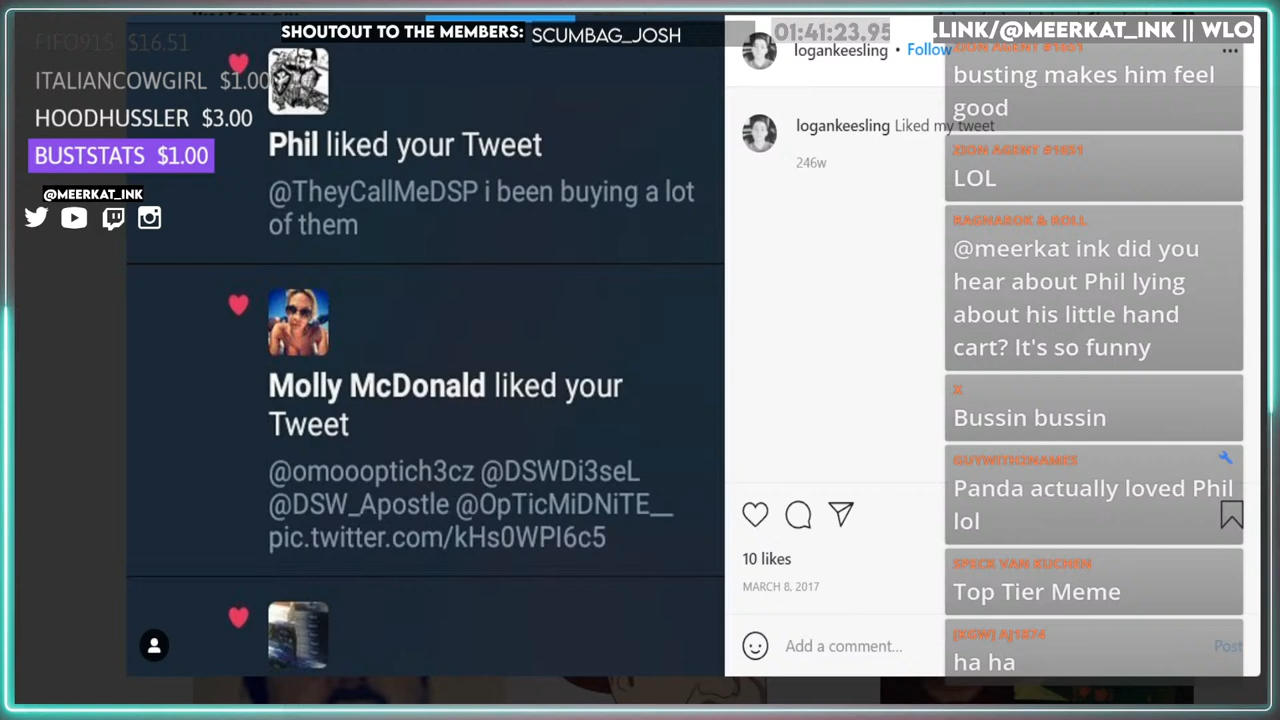 FIFO915 $16.51
ITALIANCOWGIRL $1.00
HOODHUSSLER $3.00
BUSTSTATS $1.00
@MEERKAT_INK
SHOUTOUT TO THE MEMBERS: SCUMBAG_JOSH
01:41:23.95
.LINK/@MEERKAT_INK || WLO
Phil liked your Tweet
@TheyCallMeDSP i been buying a lot
of them
Molly McDonald liked your
Tweet
@omoooptich3cz @DSWDi3seL
@DSW_Apostle @OpTicMiDNiTE__
pic.twitter.com/kHs0WPI6c5
logankeesling • Follow
logankeesling Liked my tweet
246w
10 likes
MARCH 8, 2017
Add a comment...
Post
busting makes him feel
good
LOL
RAGNAROK & ROLL
@meerkat ink did you
hear about Phil lying
about his little hand
cart? It's so funny
X
Bussin bussin
Panda actually loved Phil
lol
Top Tier Meme
ha ha